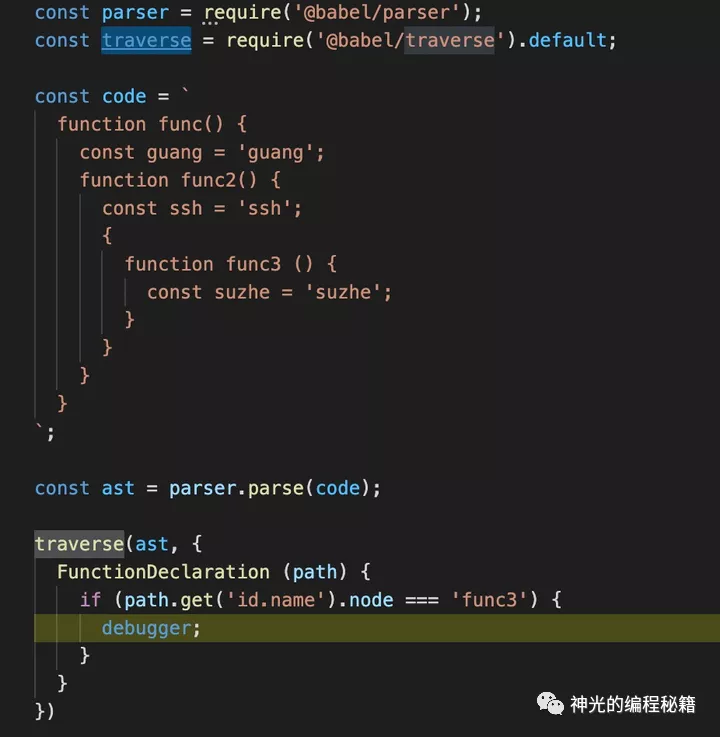 const parser = require('@babel/parser');
const traverse = require('@babel/traverse').default;
const code = `
function func() {
const guang = 'guang';
function func2() {
const ssh = 'ssh';
{
function func3 () {
const suzhe = 'suzhe';
}
}
}
}
`;
const ast = parser.parse(code);
traverse(ast, {
FunctionDeclaration (path) {
if (path.get('id.name').node === 'func3') {
debugger;
}
}
})
神光的编程秘籍